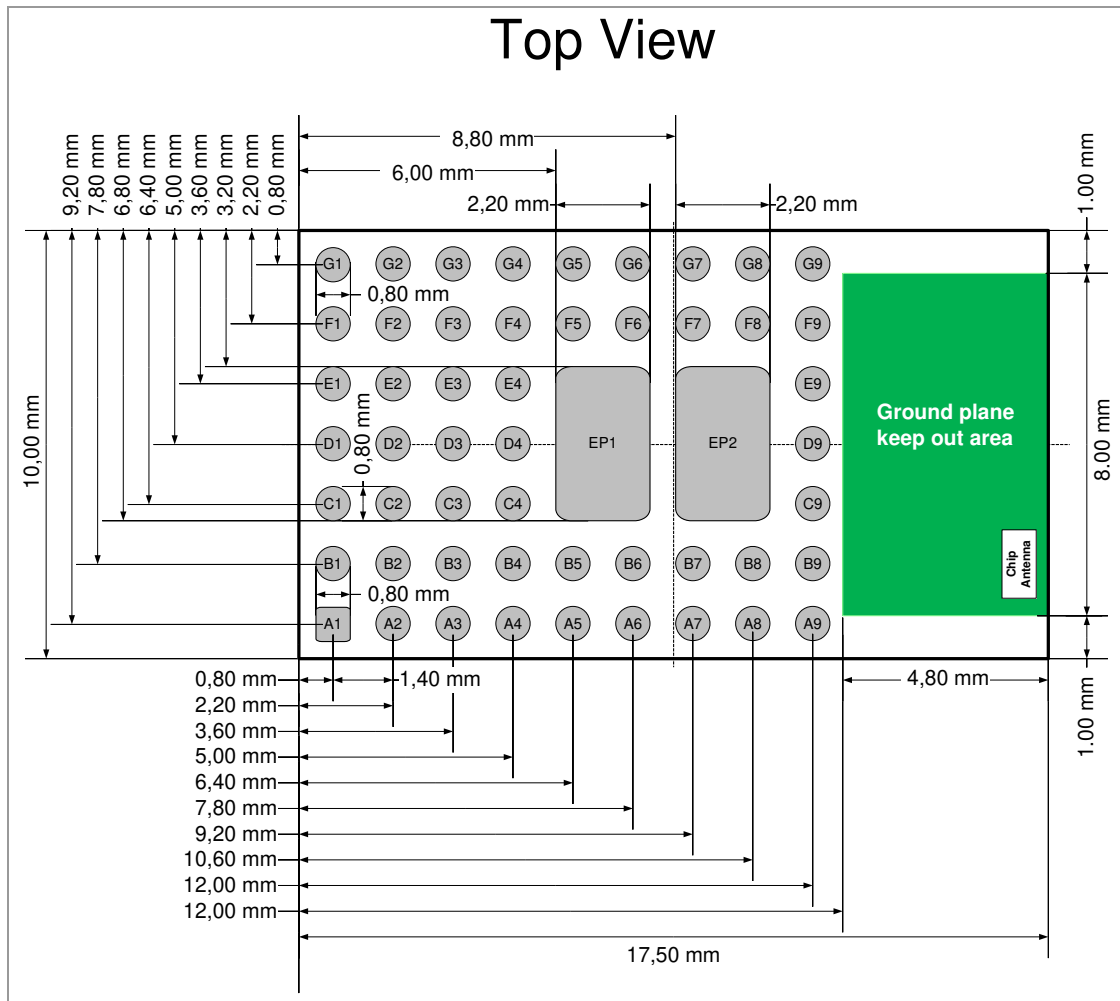 Top View
8,80 mm
6,00 mm
2,20 mm
2,20 mm
9,20 mm
7,80 mm
6,80 mm
6,40 mm
5,00 mm
3,60 mm
3,20 mm
2,20 mm
0,80 mm
1.00 mm
G1 G2 G3 G4 G5 G6 G7 G8 G9
0,80 mm
F1 F2 F3 F4 F5 F6 F7 F8 F9
E1 E2 E3 E4 E9
Ground plane
keep out area
10,00 mm
0,80 mm
8.00 mm
D1 D2 D3 D4 EP1 EP2 D9
C1 C2 C3 C4 C9
Chip
Antenna
B1 B2 B3 B4 B5 B6 B7 B8 B9
0,80 mm
A1 A2 A3 A4 A5 A6 A7 A8 A9
0,80 mm 1,40 mm 4,80 mm
1.00 mm
2,20 mm
3,60 mm
5,00 mm
6,40 mm
7,80 mm
9,20 mm
10,60 mm
12,00 mm
12,00 mm
17,50 mm